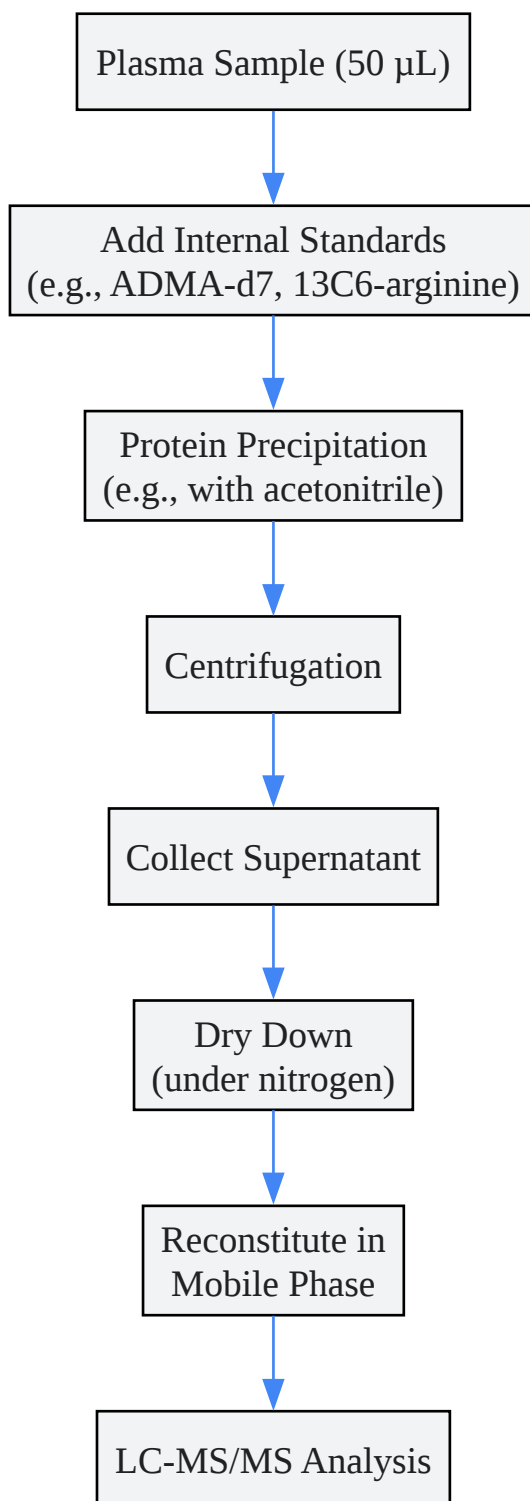 Plasma Sample (50 µL)
Add Internal Standards
(e.g., ADMA-d7, 13C6-arginine)
Protein Precipitation
(e.g., with acetonitrile)
Centrifugation
Collect Supernatant
Dry Down
(under nitrogen)
Reconstitute in
Mobile Phase
LC-MS/MS Analysis